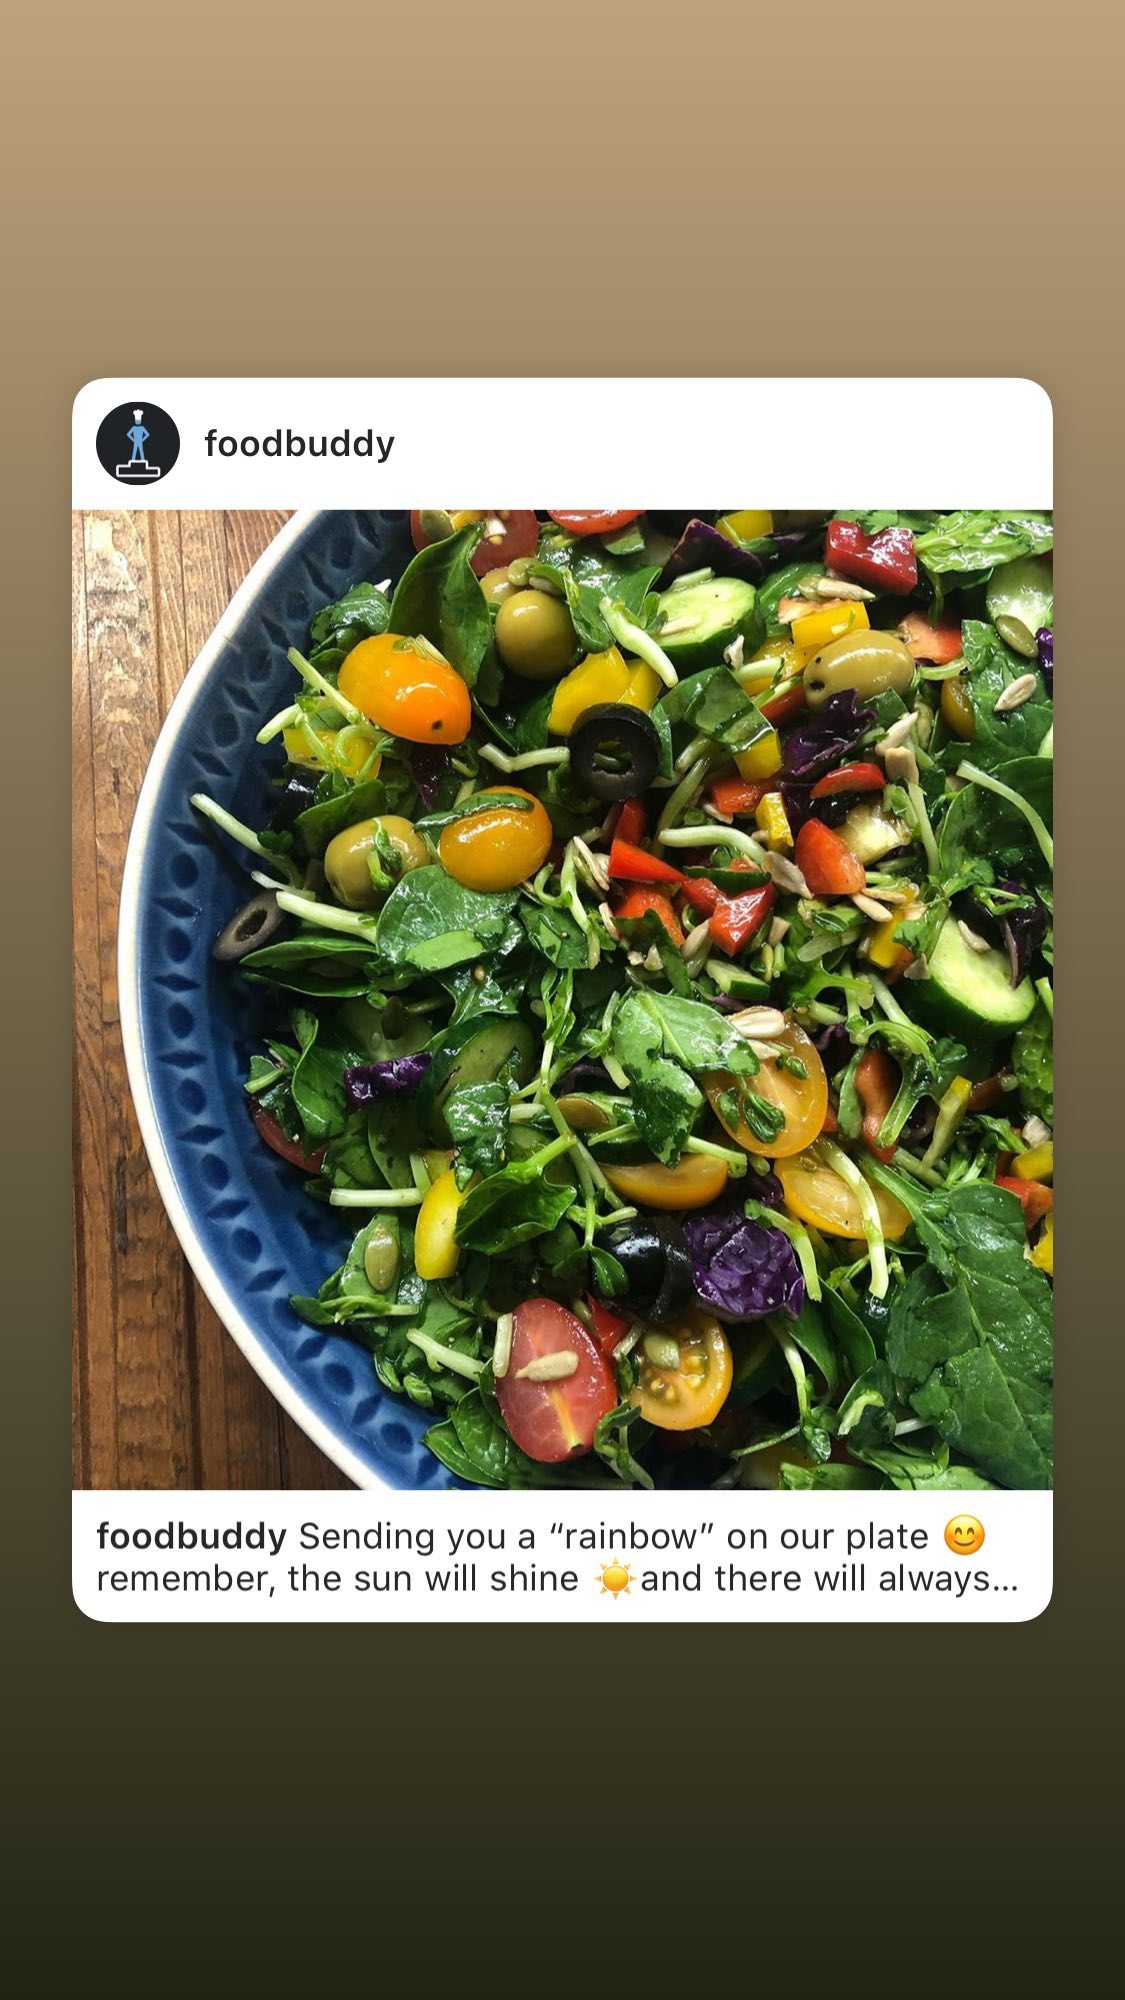 foodbuddy
foodbuddy Sending you a “rainbow” on our plate 😊
remember, the sun will shine ☀️and there will always...